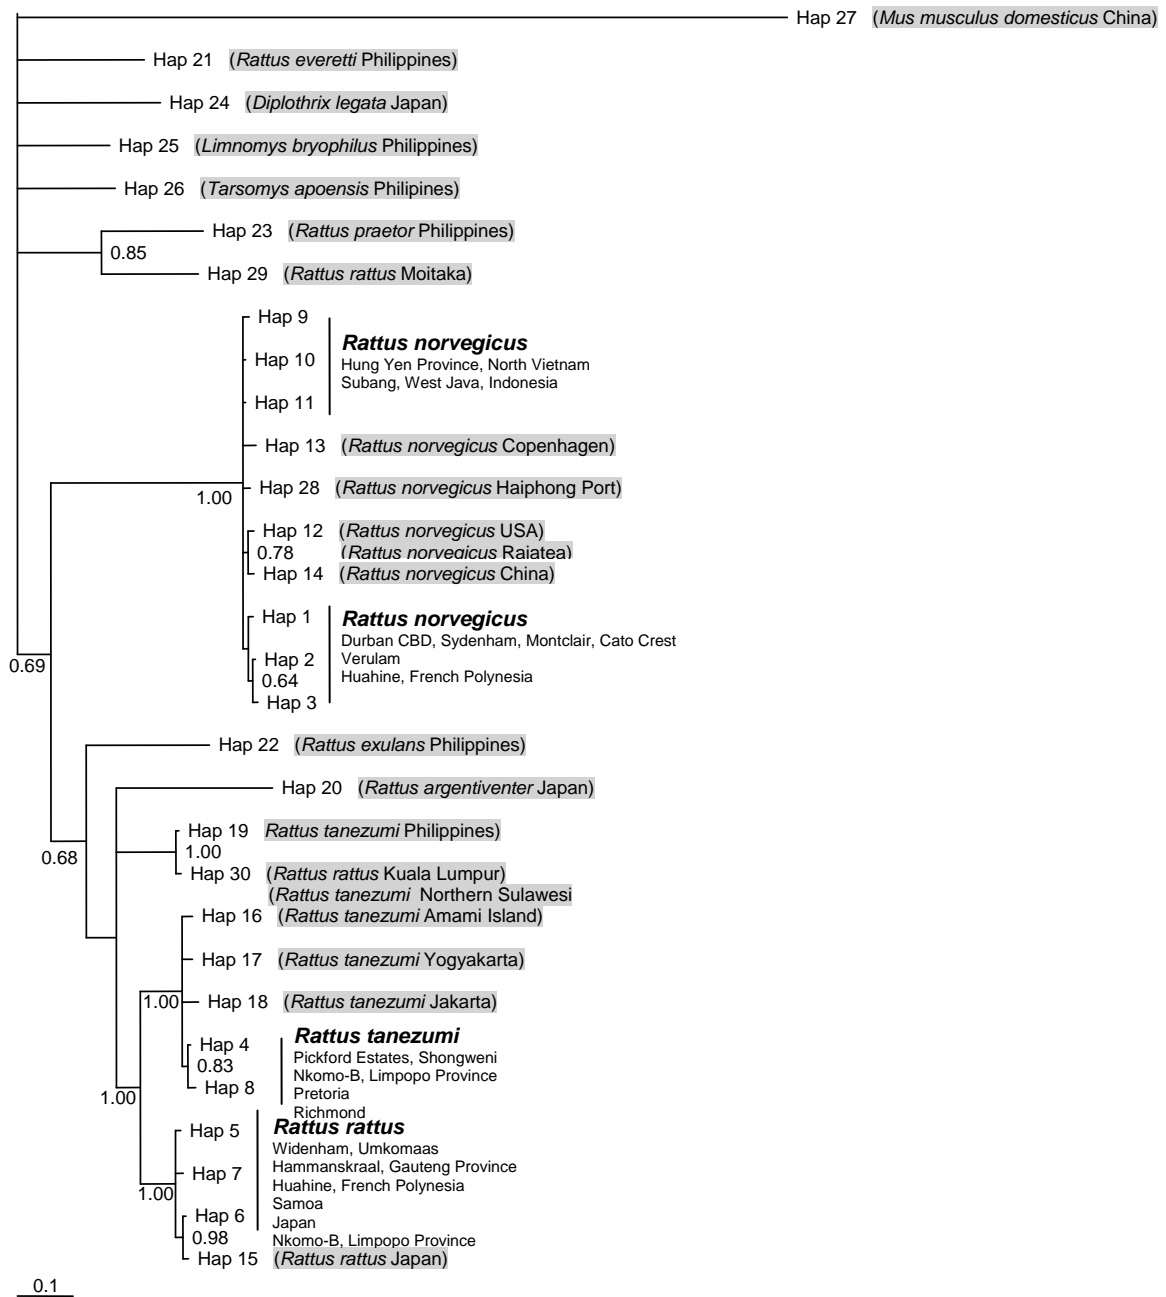 Hap 27 (Mus musculus domesticus China)
Hap 21 (Rattus everetti Philippines)
Hap 24 (Diplothrix legata Japan)
Hap 25 (Limnomys bryophilus Philippines)
Hap 26 (Tarsomys apoensis Philipines)
Hap 23 (Rattus praetor Philippines)
0.85
Hap 29 (Rattus rattus Moitaka)
Hap 9
Rattus norvegicus
Hap 10
Hung Yen Province, North Vietnam
Subang, West Java, Indonesia
Hap 11
Hap 13 (Rattus norvegicus Copenhagen)
Hap 28 (Rattus norvegicus Haiphong Port)
1.00
Hap 12 (Rattus norvegicus USA)
0.78 (Rattus norvegicus Raiatea)
Hap 14 (Rattus norvegicus China)
Hap 1
Rattus norvegicus
Durban CBD, Sydenham, Montclair, Cato Crest
Hap 2
Verulam
0.64
Huahine, French Polynesia
Hap 3
0.69
Hap 22 (Rattus exulans Philippines)
Hap 20 (Rattus argentiventer Japan)
Hap 19 Rattus tanezumi Philippines)
1.00
0.68
Hap 30 (Rattus rattus Kuala Lumpur)
(Rattus tanezumi Northern Sulawesi
Hap 16 (Rattus tanezumi Amami Island)
Hap 17 (Rattus tanezumi Yogyakarta)
1.00
Hap 18 (Rattus tanezumi Jakarta)
Rattus tanezumi
Hap 4
Pickford Estates, Shongweni
0.83
Nkomo-B, Limpopo Province
Hap 8
Pretoria
1.00
Richmond
Rattus rattus
Hap 5
Widenham, Umkomaas
Hammanskraal, Gauteng Province
Hap 7
Huahine, French Polynesia
1.00
Samoa
Hap 6
Japan
0.98
Nkomo-B, Limpopo Province
Hap 15 (Rattus rattus Japan)
0.1